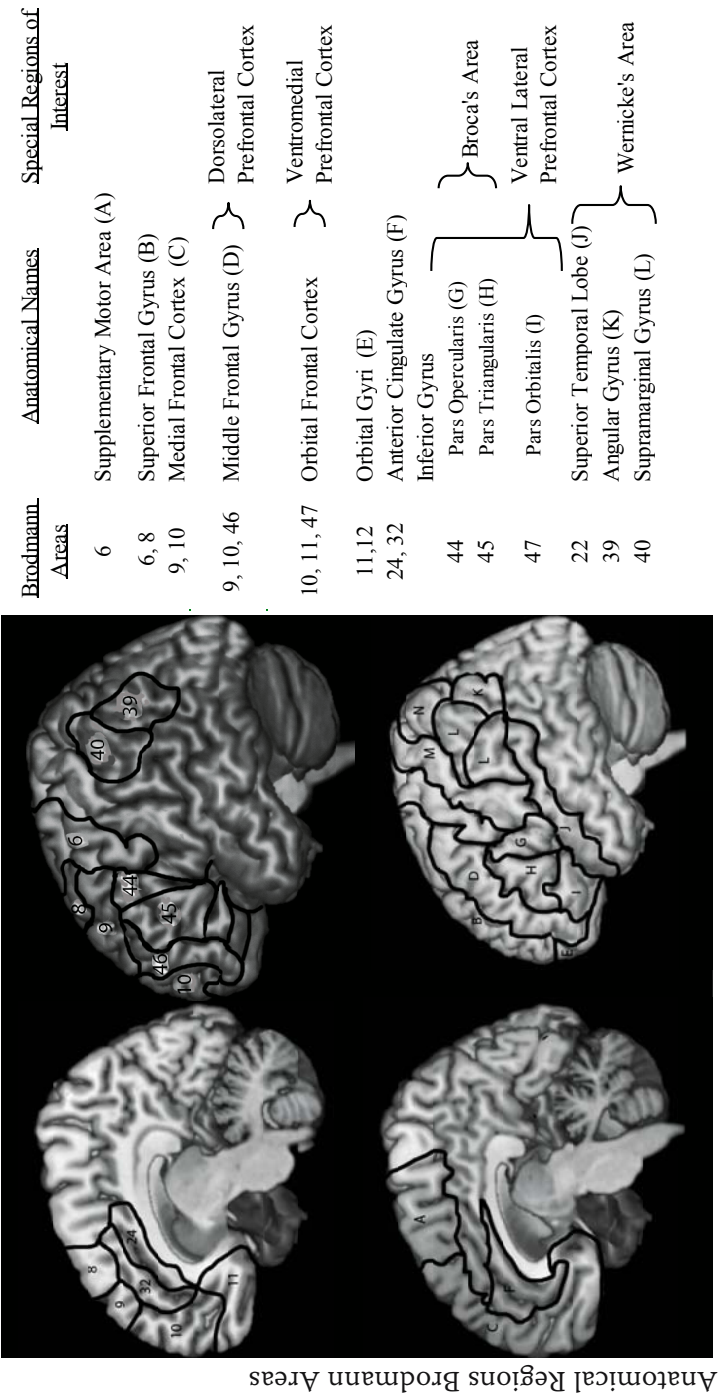 Anatomical Regions Brodmann Areas
8
9
24
32
10
11
6
8
9
44
45
46
10
40
39
A
C
F
B
D
E
G
H
I
J
L
L
K
M
N
Brodmann Areas
Anatomical Names
Special Regions of Interest
6 Supplementary Motor Area (A)
6, 8 Superior Frontal Gyrus (B)
9, 10 Medial Frontal Cortex (C)
9, 10, 46 Middle Frontal Gyrus (D) Dorsolateral Prefrontal Cortex
10, 11, 47 Orbital Frontal Cortex Ventromedial Prefrontal Cortex
11,12 Orbital Gyri (E)
24, 32 Anterior Cingulate Gyrus (F)
Inferior Gyrus
44 Pars Opercularis (G)
45 Pars Triangularis (H)
Broca's Area
47 Pars Orbitalis (I)
Ventral Lateral Prefrontal Cortex
22 Superior Temporal Lobe (J)
39 Angular Gyrus (K)
40 Supramarginal Gyrus (L)
Wernicke's Area